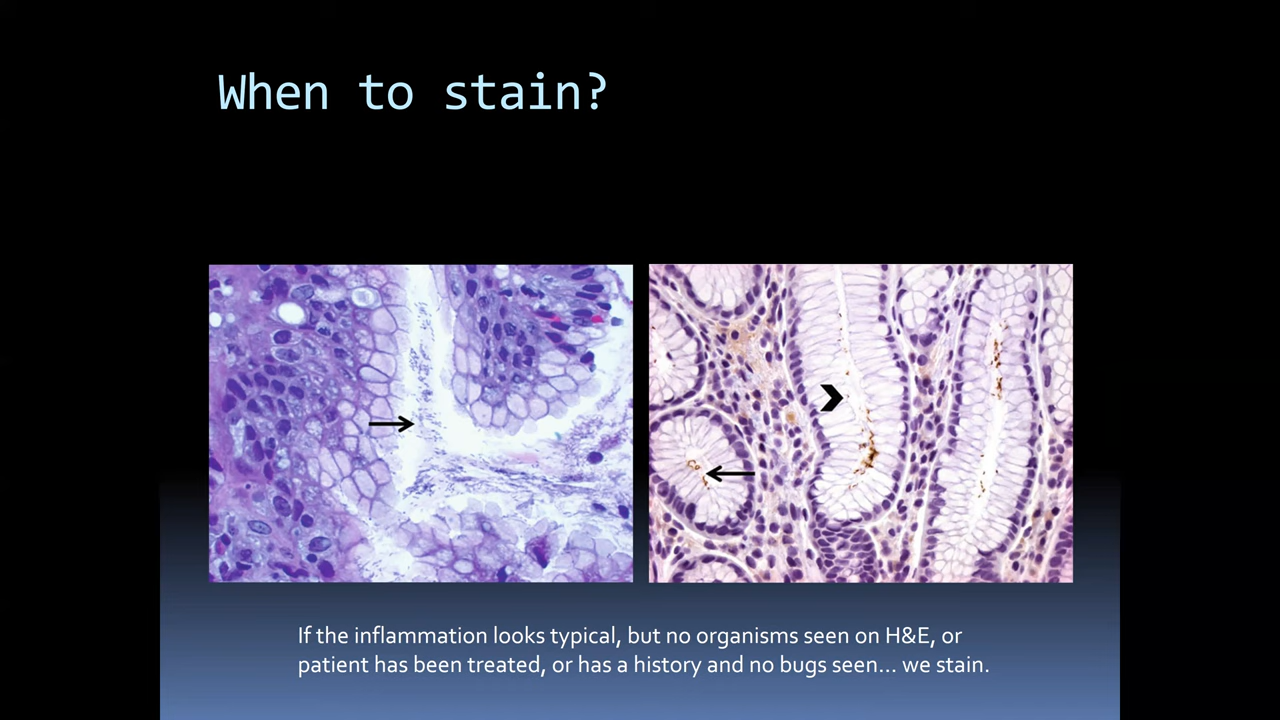 When to stain?
If the inflammation looks typical, but no organisms seen on H&E, or
patient has been treated, or has a history and no bugs seen... we stain.